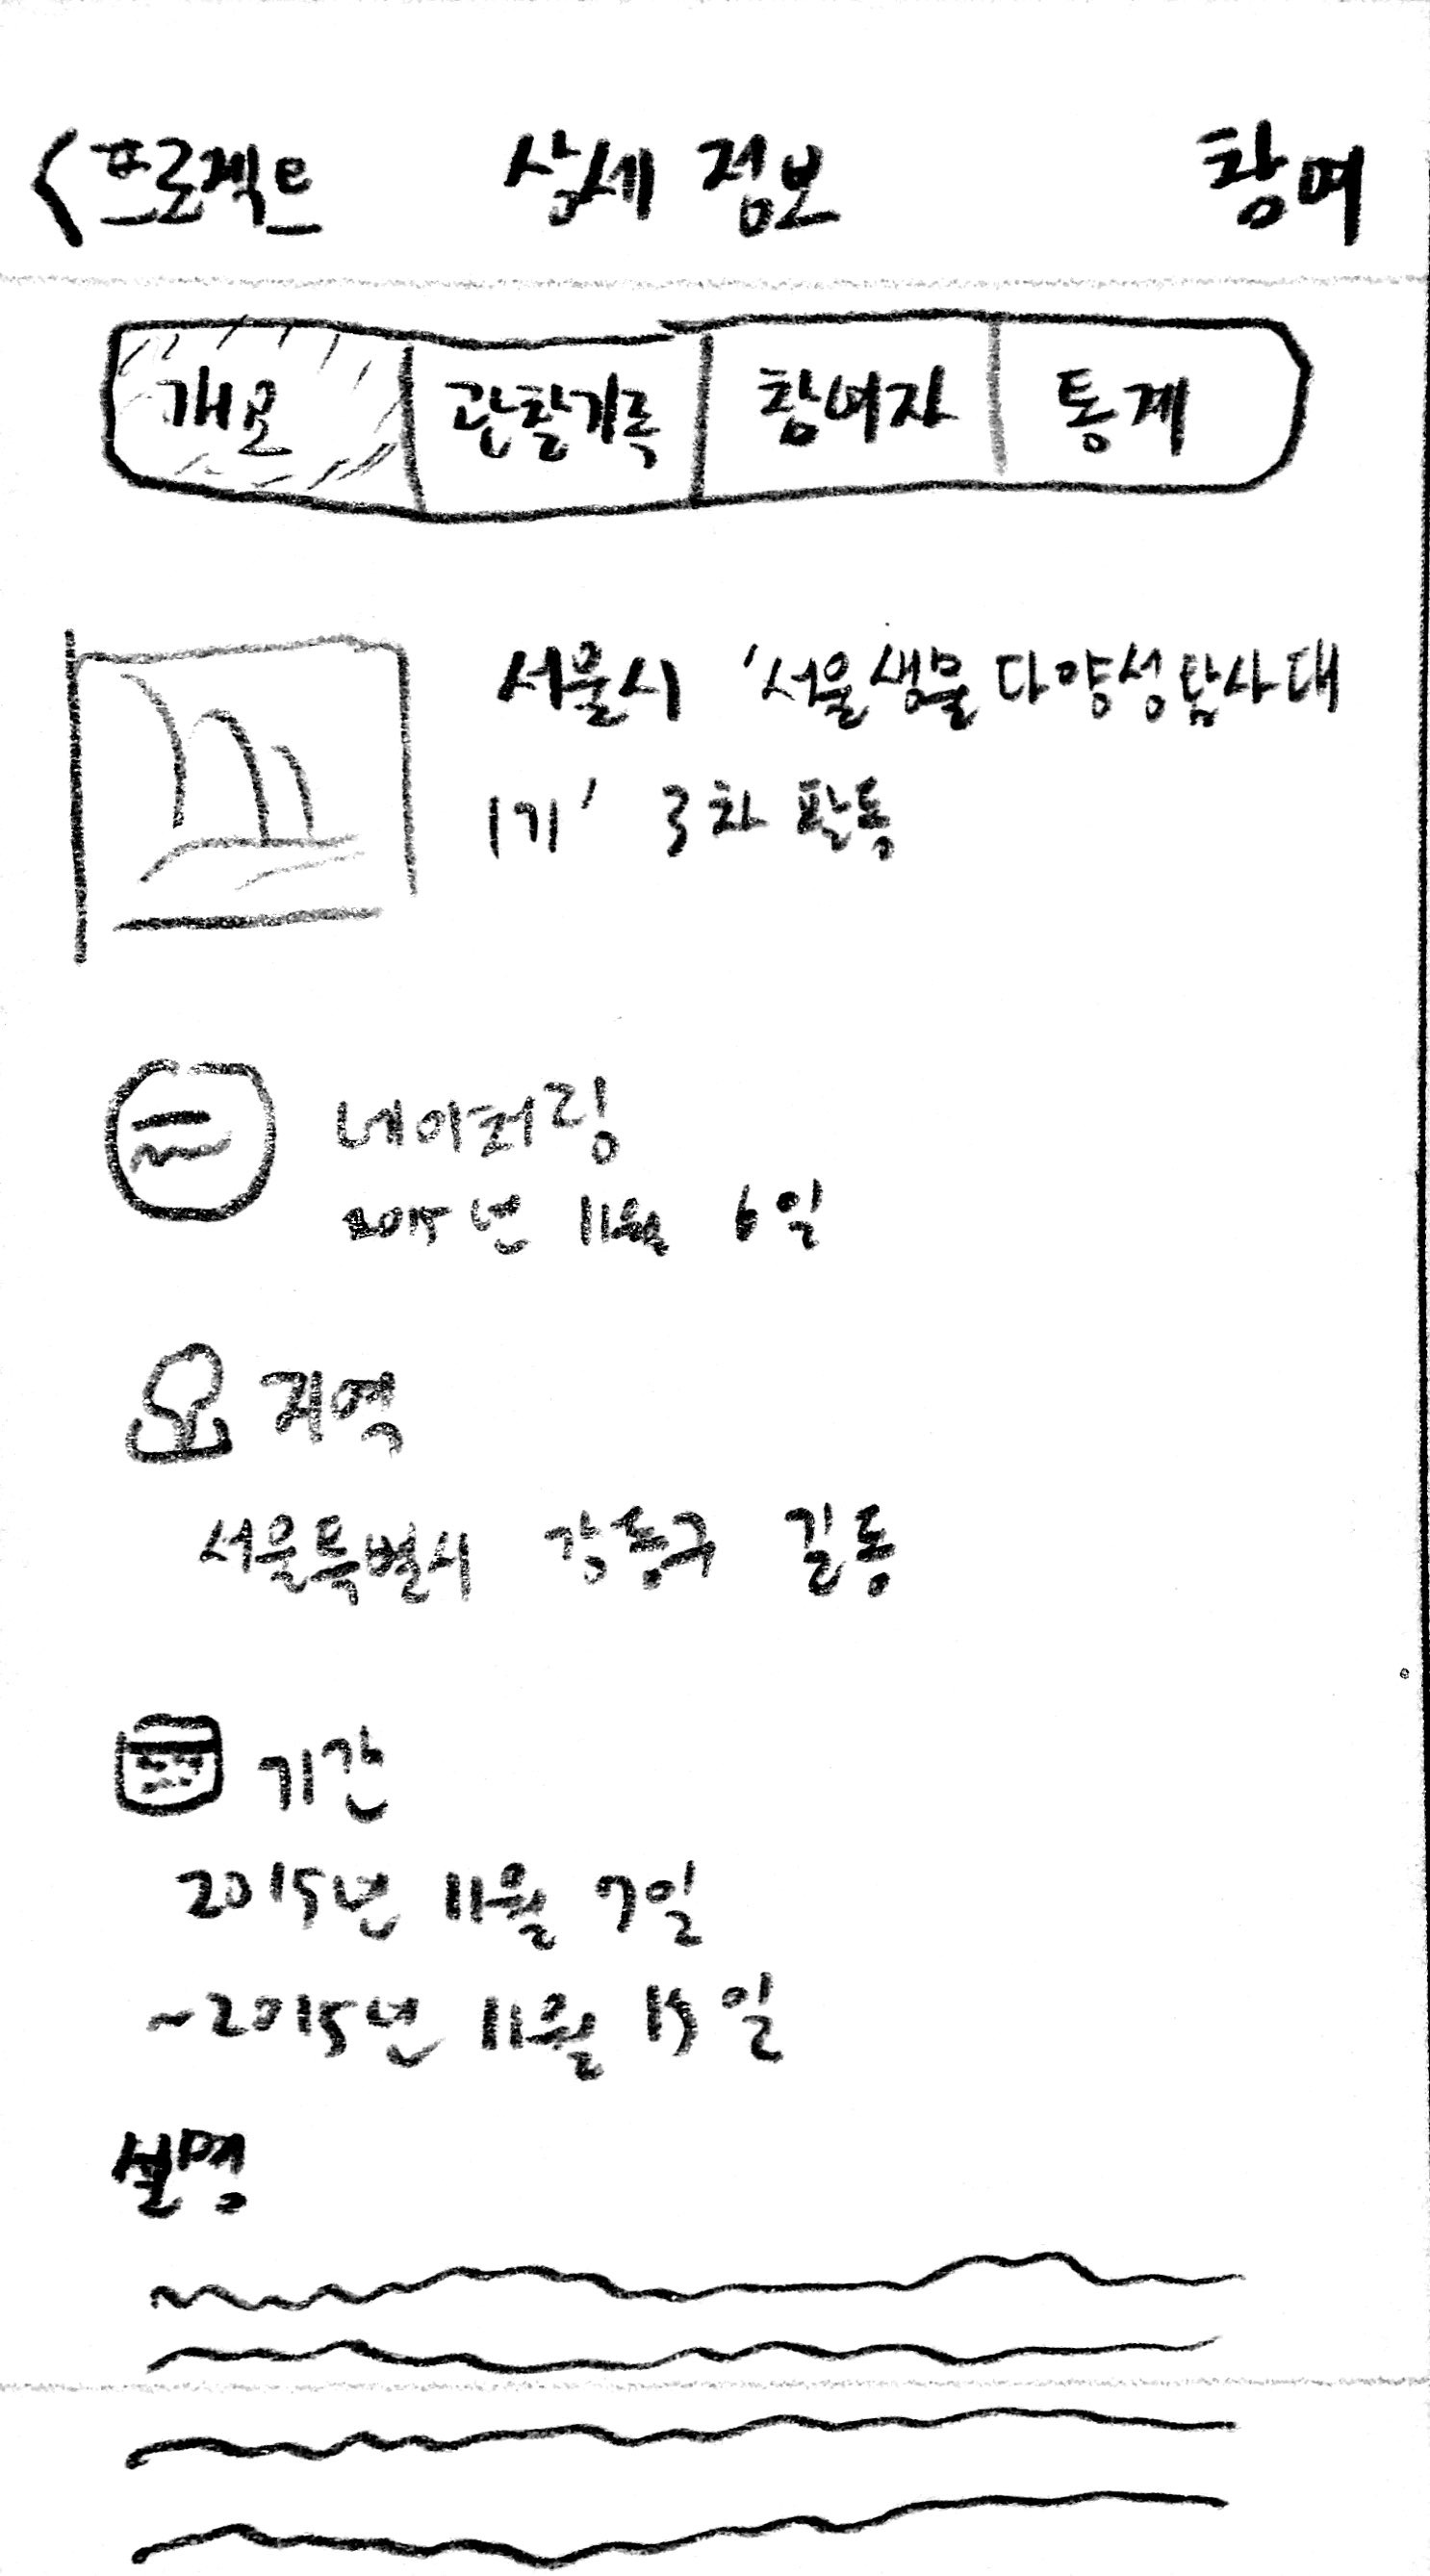 <프로젝트 상세 정보 참여
개요 관찰기록 참여자 통계
서울시 '서울생물다양성탐사대
1기' 3차 활동
네이처링
2015년 11월 6일
지역
서울특별시 강동구 길동
기간
2015년 11월 7일
~2015년 11월 15일
설명